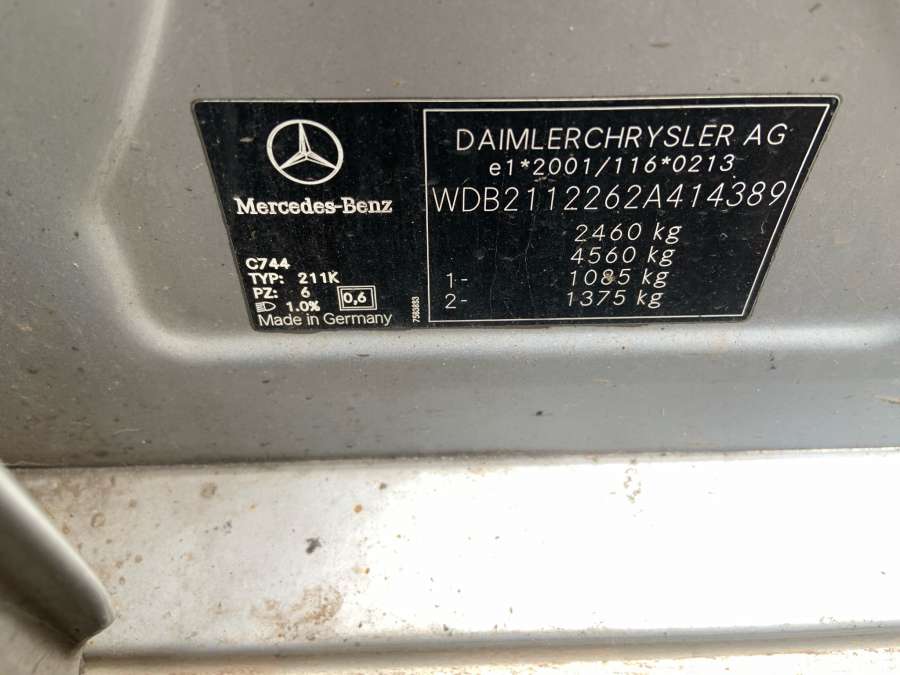 Mercedes-Benz
C744
TYP: 211K
PZ: 6
1.0% 0,6
Made in Germany
7563853
DAIMLERCHRYSLER AG
e1*2001/116*0213
WDB2112262A414389
2460 kg
4560 kg
1- 1085 kg
2- 1375 kg